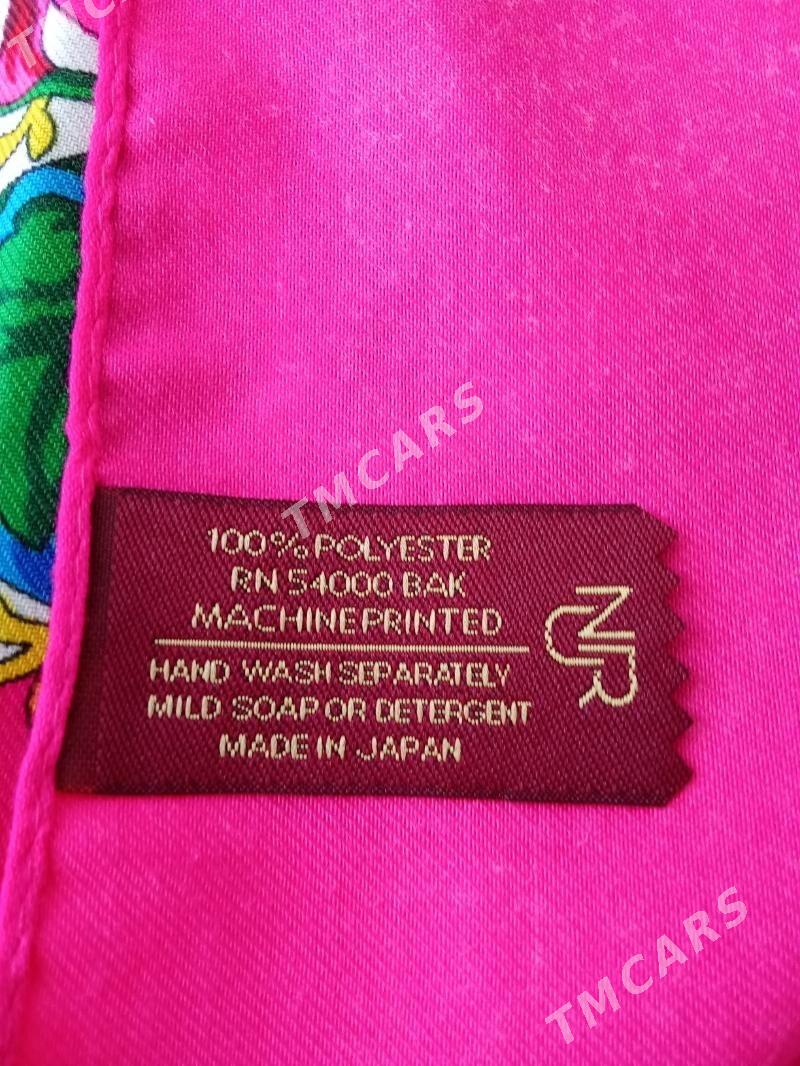 TMCARS
100% POLYESTER
RN 54000 BAK
MACHINE PRINTED
HAND WASH SEPARATELY
MILD SOAP OR DETERGENT
MADE IN JAPAN
NUR
TMCARS
TMCARS